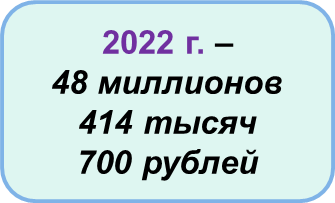 2022 г. –
48 миллионов
414 тысяч
700 рублей